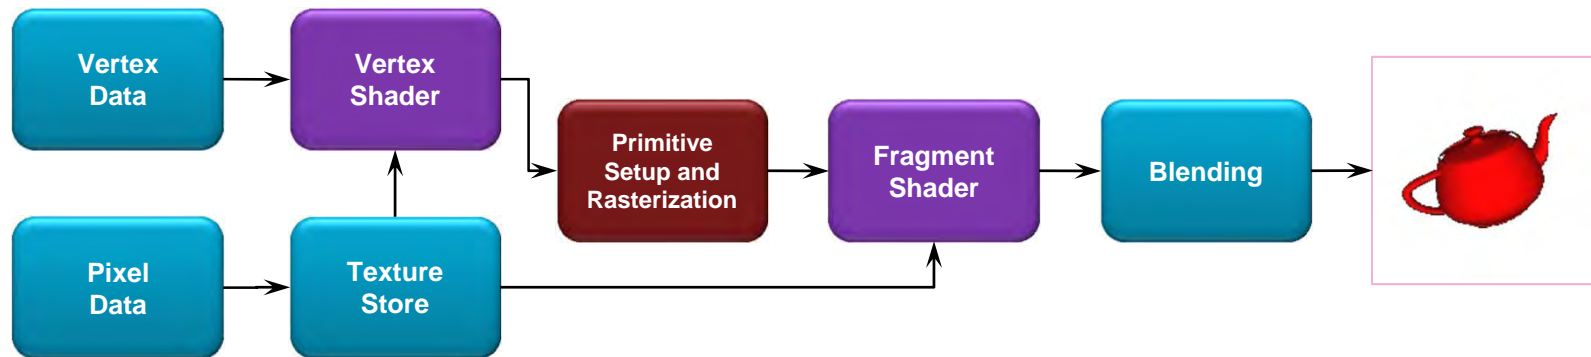 Vertex
Data
Vertex
Shader
Primitive
Setup and
Rasterization
Fragment
Shader
Blending
Pixel
Data
Texture
Store